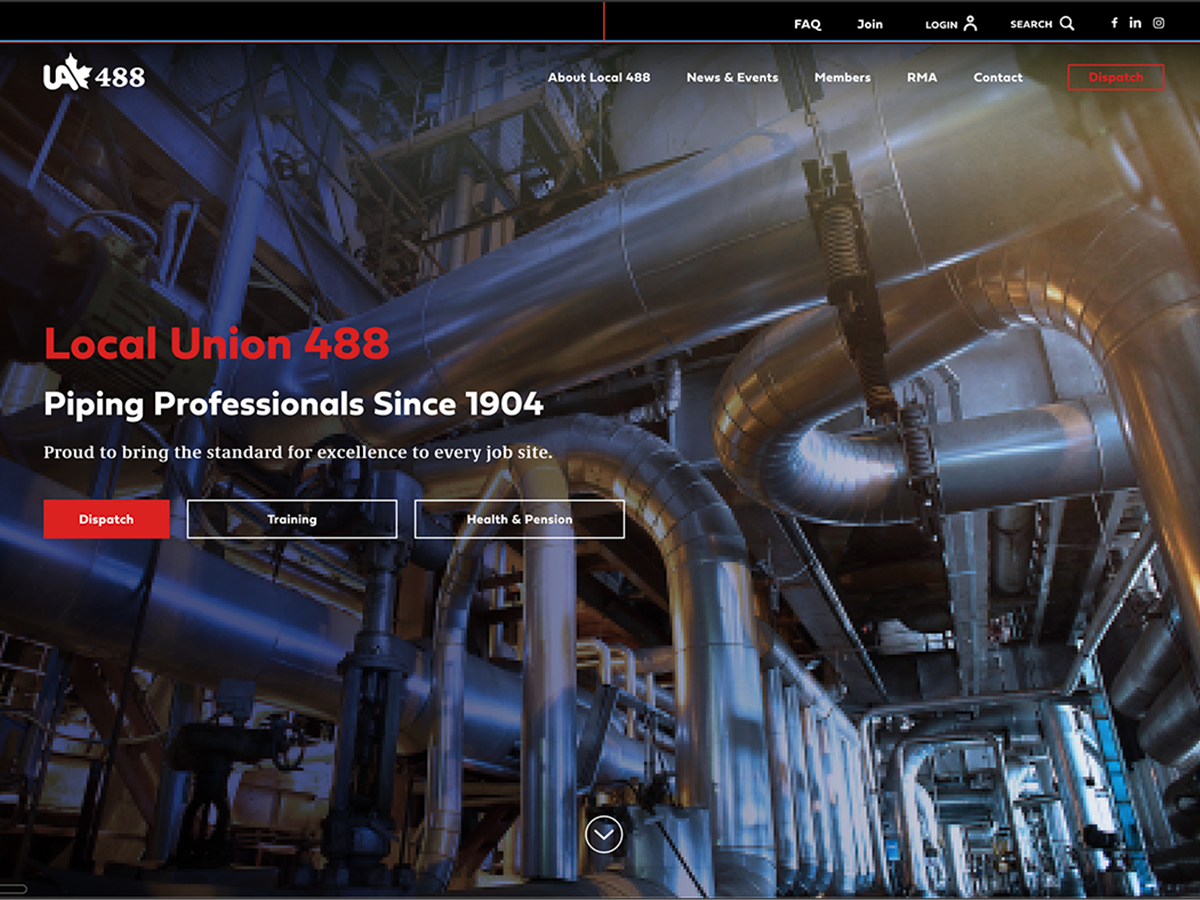 FAQ Join LOGIN SEARCH f in
UA 488 About Local 488 News & Events Members RMA Contact Dispatch
Local Union 488
Piping Professionals Since 1904
Proud to bring the standard for excellence to every job site.
Dispatch Training Health & Pension